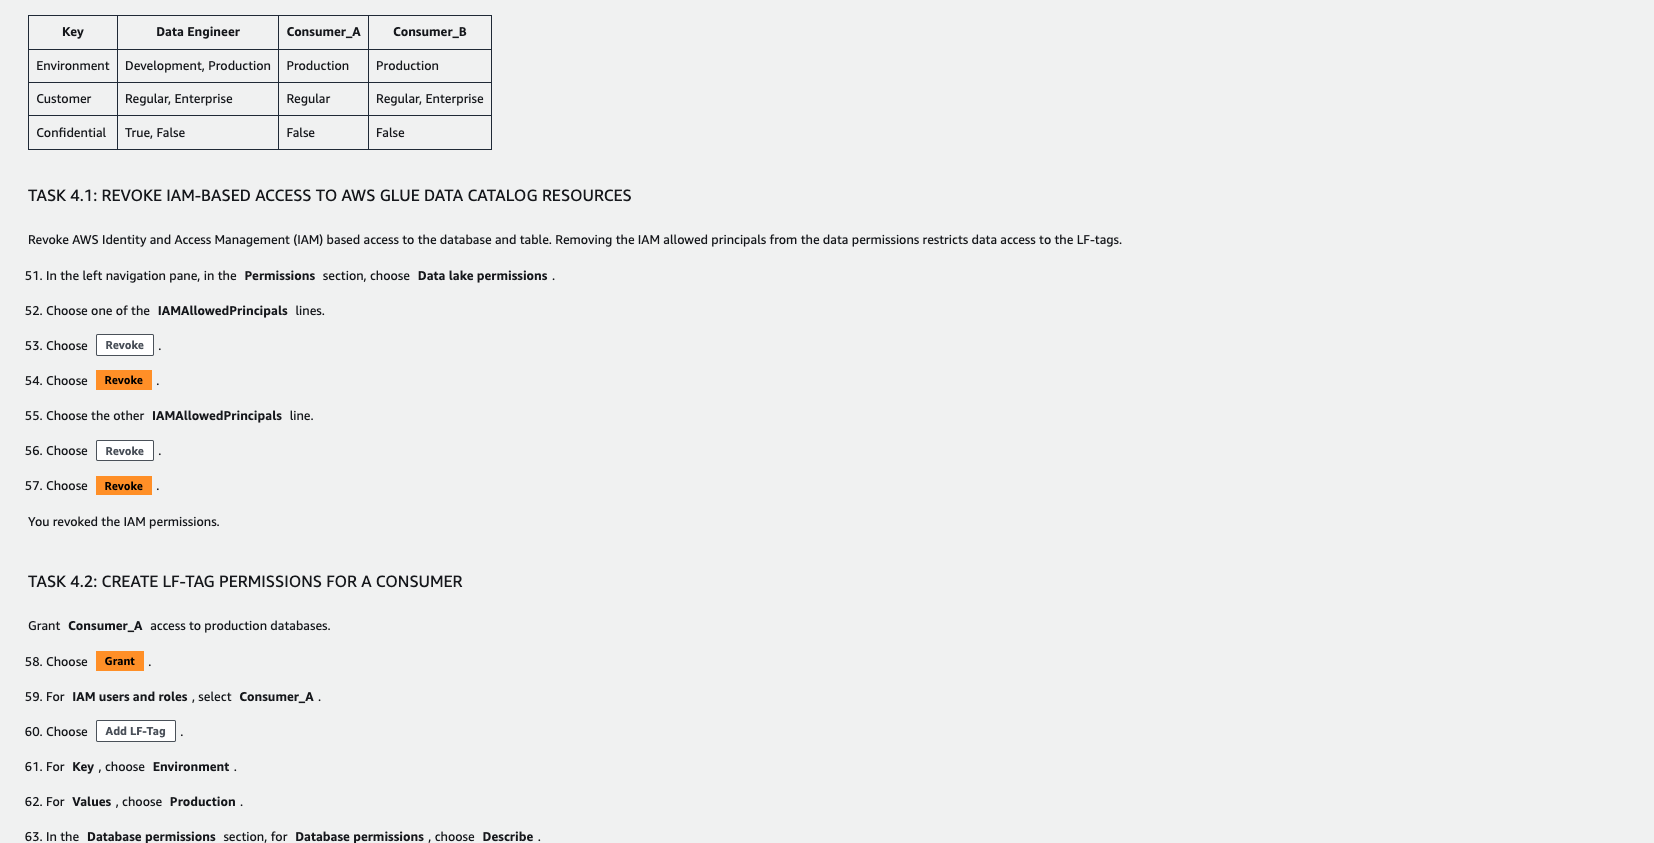 Key Data Engineer Consumer_A Consumer_B
Environment Development, Production Production Production
Customer Regular, Enterprise Regular Regular, Enterprise
Confidential True, False False False
TASK 4.1: REVOKE IAM-BASED ACCESS TO AWS GLUE DATA CATALOG RESOURCES
Revoke AWS Identity and Access Management (IAM) based access to the database and table. Removing the IAM allowed principals from the data permissions restricts data access to the LF-tags.
51. In the left navigation pane, in the Permissions section, choose Data lake permissions .
52. Choose one of the IAMAllowedPrincipals lines.
53. Choose Revoke .
54. Choose Revoke .
55. Choose the other IAMAllowedPrincipals line.
56. Choose Revoke .
57. Choose Revoke .
You revoked the IAM permissions.
TASK 4.2: CREATE LF-TAG PERMISSIONS FOR A CONSUMER
Grant Consumer_A access to production databases.
58. Choose Grant .
59. For IAM users and roles , select Consumer_A .
60. Choose Add LF-Tag .
61. For Key , choose Environment .
62. For Values , choose Production .
63. In the Database permissions section, for Database permissions , choose Describe .